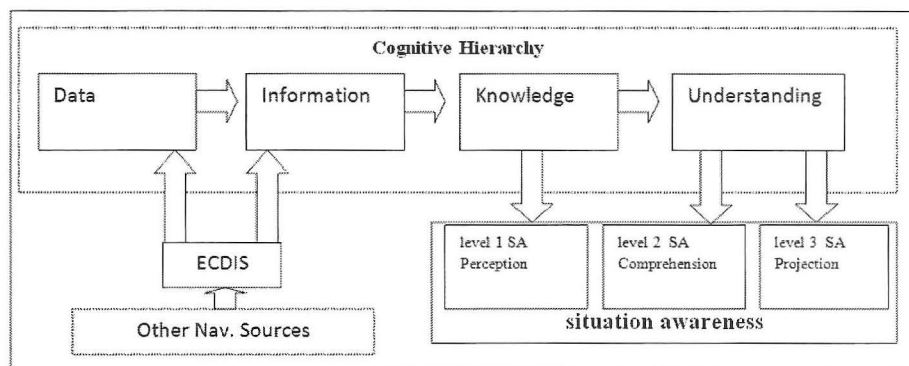 Cognitive Hierarchy
Data
Information
Knowledge
Understanding
ECDIS
Other Nav. Sources
level 1 SA
Perception
level 2 SA
Comprehension
level 3 SA
Projection
situation awareness